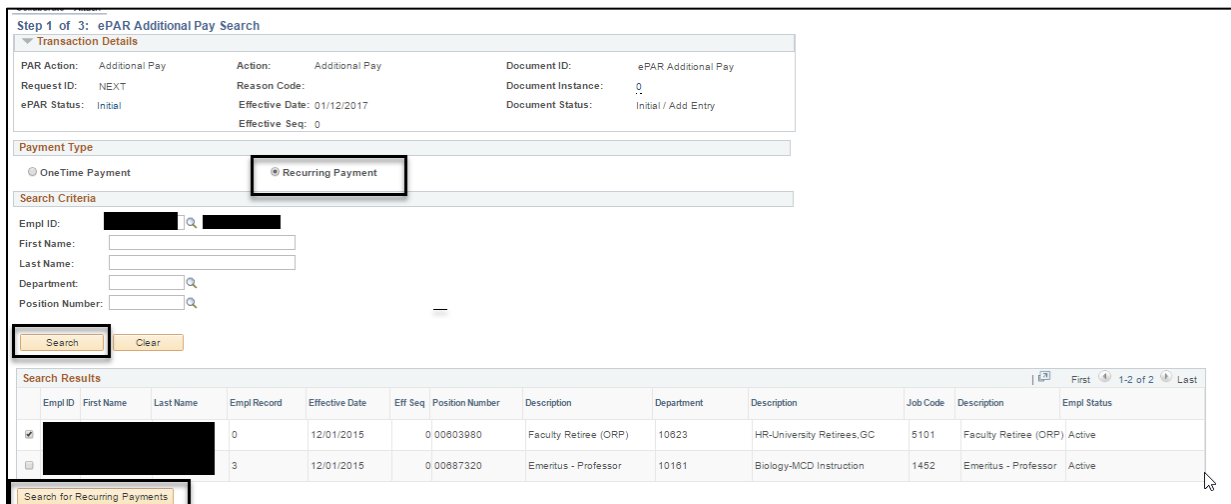 Step 1 of 3: ePAR Additional Pay Search
Transaction Details
PAR Action: Additional Pay Action: Additional Pay Document ID: ePAR Additional Pay
Request ID: NEXT Reason Code: Document Instance: 0
ePAR Status: Initial Effective Date: 01/12/2017 Document Status: Initial / Add Entry
Effective Seq: 0
Payment Type
OneTime Payment Recurring Payment
Search Criteria
Empl ID:
First Name:
Last Name:
Department:
Position Number:
Search Clear
Search Results First 1-2 of 2 Last
Empl ID First Name Last Name Empl Record Effective Date Eff Seq Position Number Description Department Description Job Code Description Empl Status
0 12/01/2015 0 00603980 Faculty Retiree (ORP) 10623 HR-University Retirees,GC 5101 Faculty Retiree (ORP) Active
3 12/01/2015 0 00687320 Emeritus - Professor 10161 Biology-MCD Instruction 1452 Emeritus - Professor Active
Search for Recurring Payments